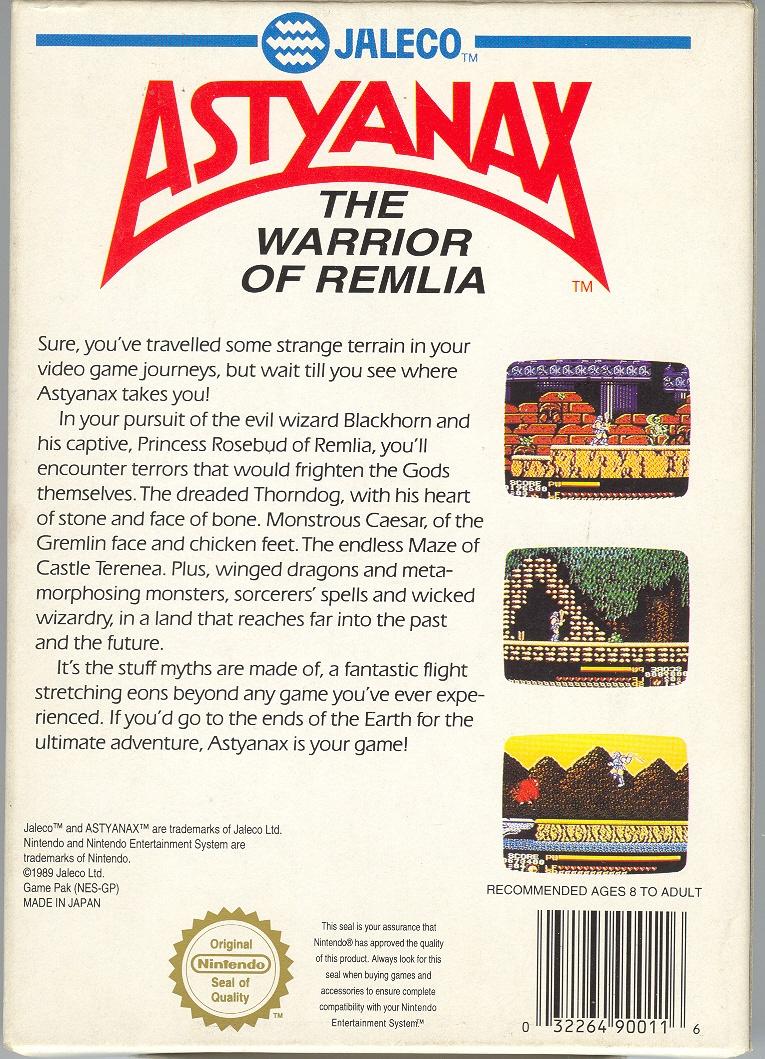 JALECO™
ASTYANAX
THE
WARRIOR
OF REMLIA
TM
Sure, you've travelled some strange terrain in your
video game journeys, but wait till you see where
Astyanax takes you!
In your pursuit of the evil wizard Blackhorn and
his captive, Princess Rosebud of Remlia, you'll
encounter terrors that would frighten the Gods
themselves. The dreaded Thorndog, with his heart
of stone and face of bone. Monstrous Caesar, of the
Gremlin face and chicken feet. The endless Maze of
Castle Terenea. Plus, winged dragons and meta-
morphosing monsters, sorcerers' spells and wicked
wizardry, in a land that reaches far into the past
and the future.
It's the stuff myths are made of, a fantastic flight
stretching eons beyond any game you've ever expe-
rienced. If you'd go to the ends of the Earth for the
ultimate adventure, Astyanax is your game!
SCORE PW
SCORE PW
RECOMMENDED AGES 8 TO ADULT
Jaleco™ and ASTYANAX™ are trademarks of Jaleco Ltd.
Nintendo and Nintendo Entertainment System are
trademarks of Nintendo.
©1989 Jaleco Ltd.
Game Pak (NES-GP)
MADE IN JAPAN
Original
Nintendo
Seal of
Quality
TM
This seal is your assurance that
Nintendo® has approved the quality
of this product. Always look for this
seal when buying games and
accessories to ensure complete
compatibility with your Nintendo
Entertainment System™
0 32264 90011 6